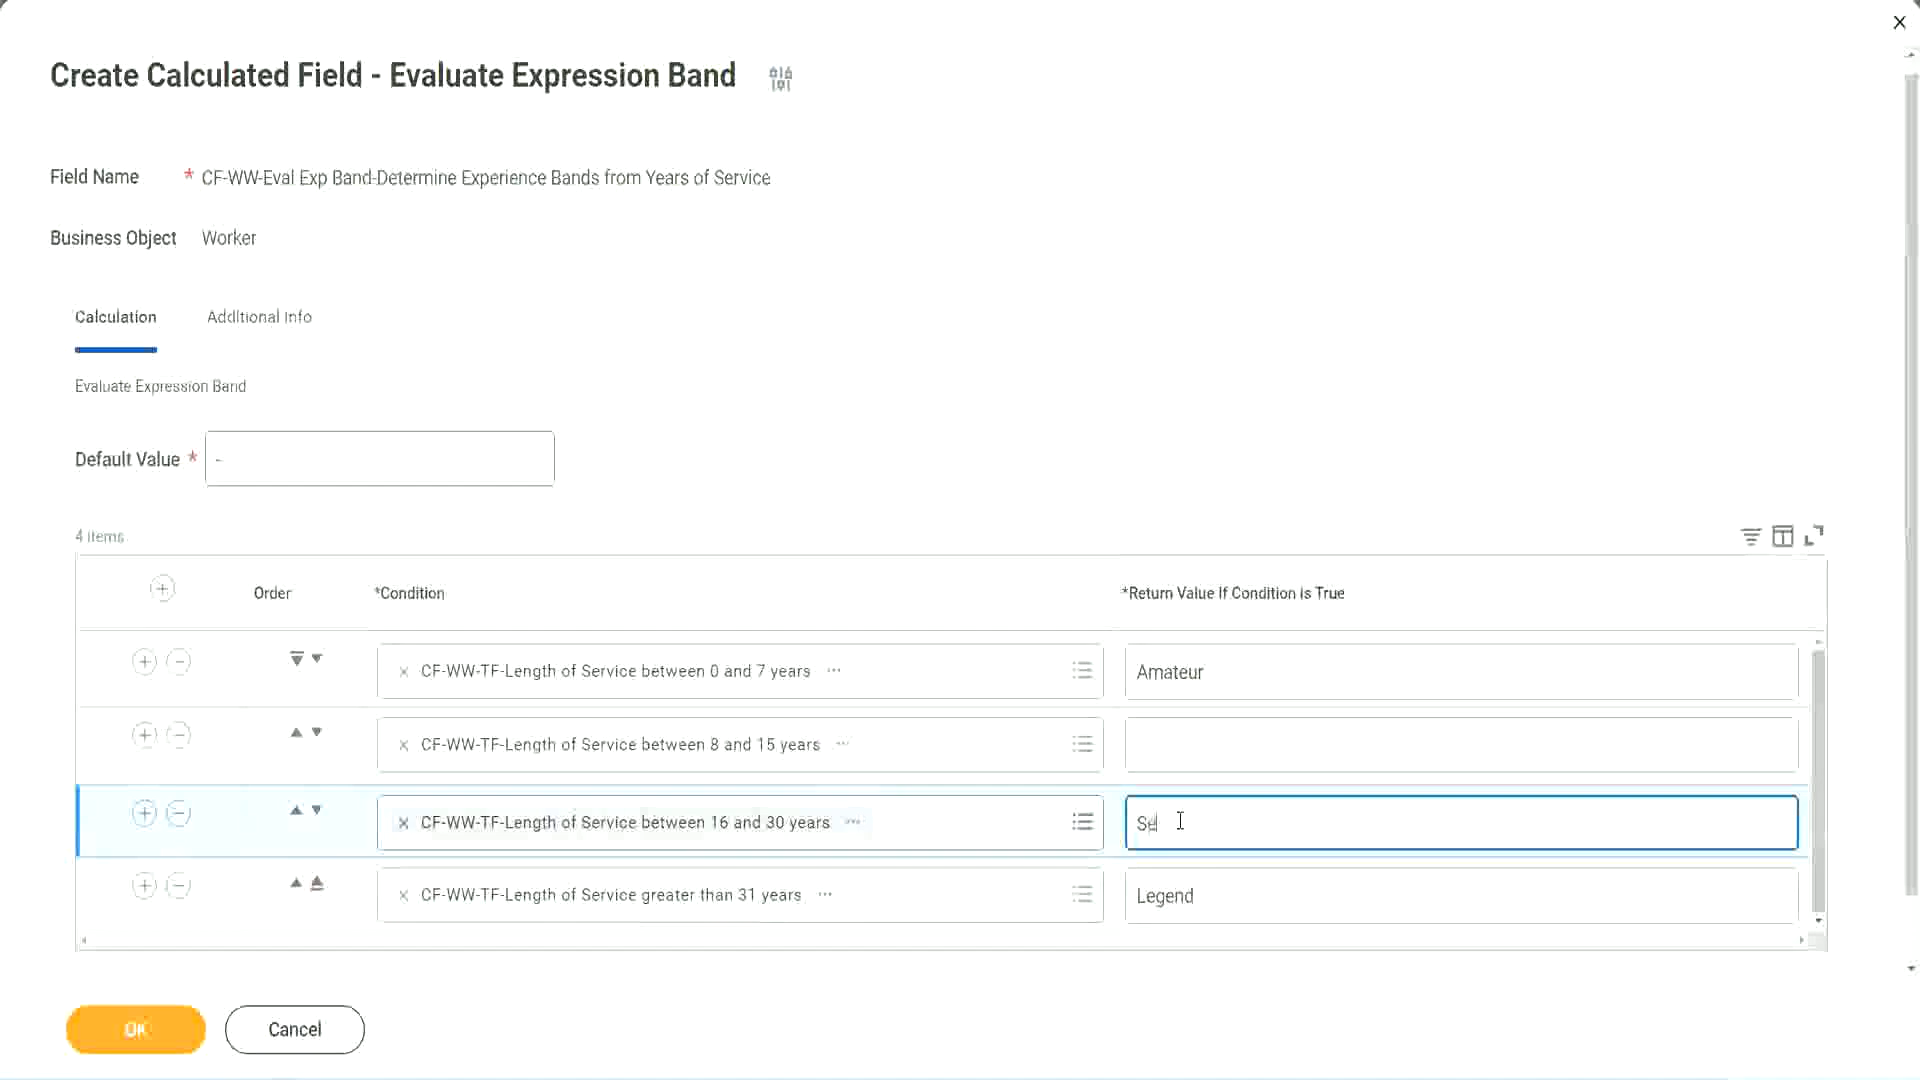 Create Calculated Field - Evaluate Expression Band
Field Name * CF-WW-Eval Exp Band-Determine Experience Bands from Years of Service
Business Object Worker
Calculation Additional Info
Evaluate Expression Band
Default Value * -
4 items
Order *Condition *Return Value If Condition is True
× CF-WW-TF-Length of Service between 0 and 7 years ... Amateur
× CF-WW-TF-Length of Service between 8 and 15 years ...
× CF-WW-TF-Length of Service between 16 and 30 years ...
× CF-WW-TF-Length of Service greater than 31 years ... Legend
OK Cancel